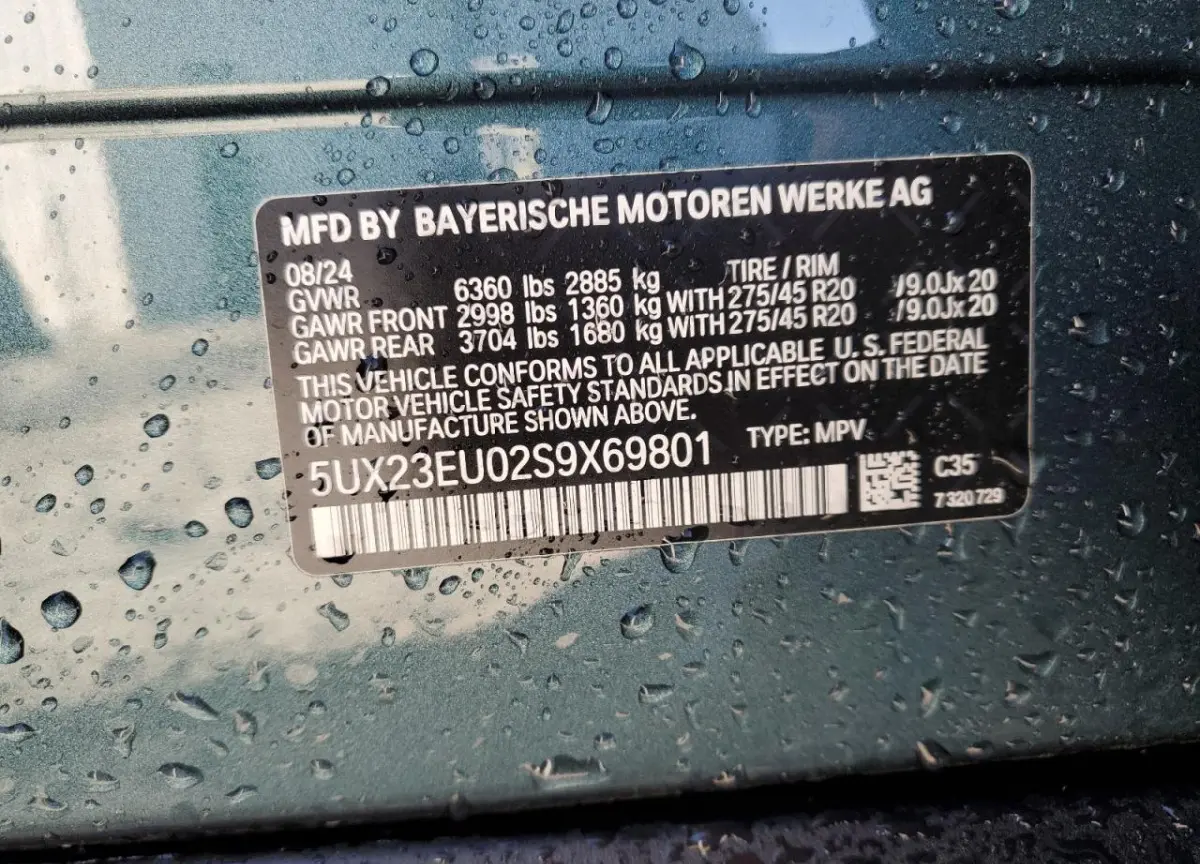 MFD BY BAYERISCHE MOTOREN WERKE AG
08/24 TIRE / RIM
GVWR 6360 lbs 2885 kg
GAWR FRONT 2998 lbs 1360 kg WITH 275/45 R20 /9.0Jx20
GAWR REAR 3704 lbs 1680 kg WITH 275/45 R20 /9.0Jx20
THIS VEHICLE CONFORMS TO ALL APPLICABLE U.S. FEDERAL
MOTOR VEHICLE SAFETY STANDARDS IN EFFECT ON THE DATE
OF MANUFACTURE SHOWN ABOVE.
5UX23EU02S9X69801 TYPE: MPV
C35
7 320 729